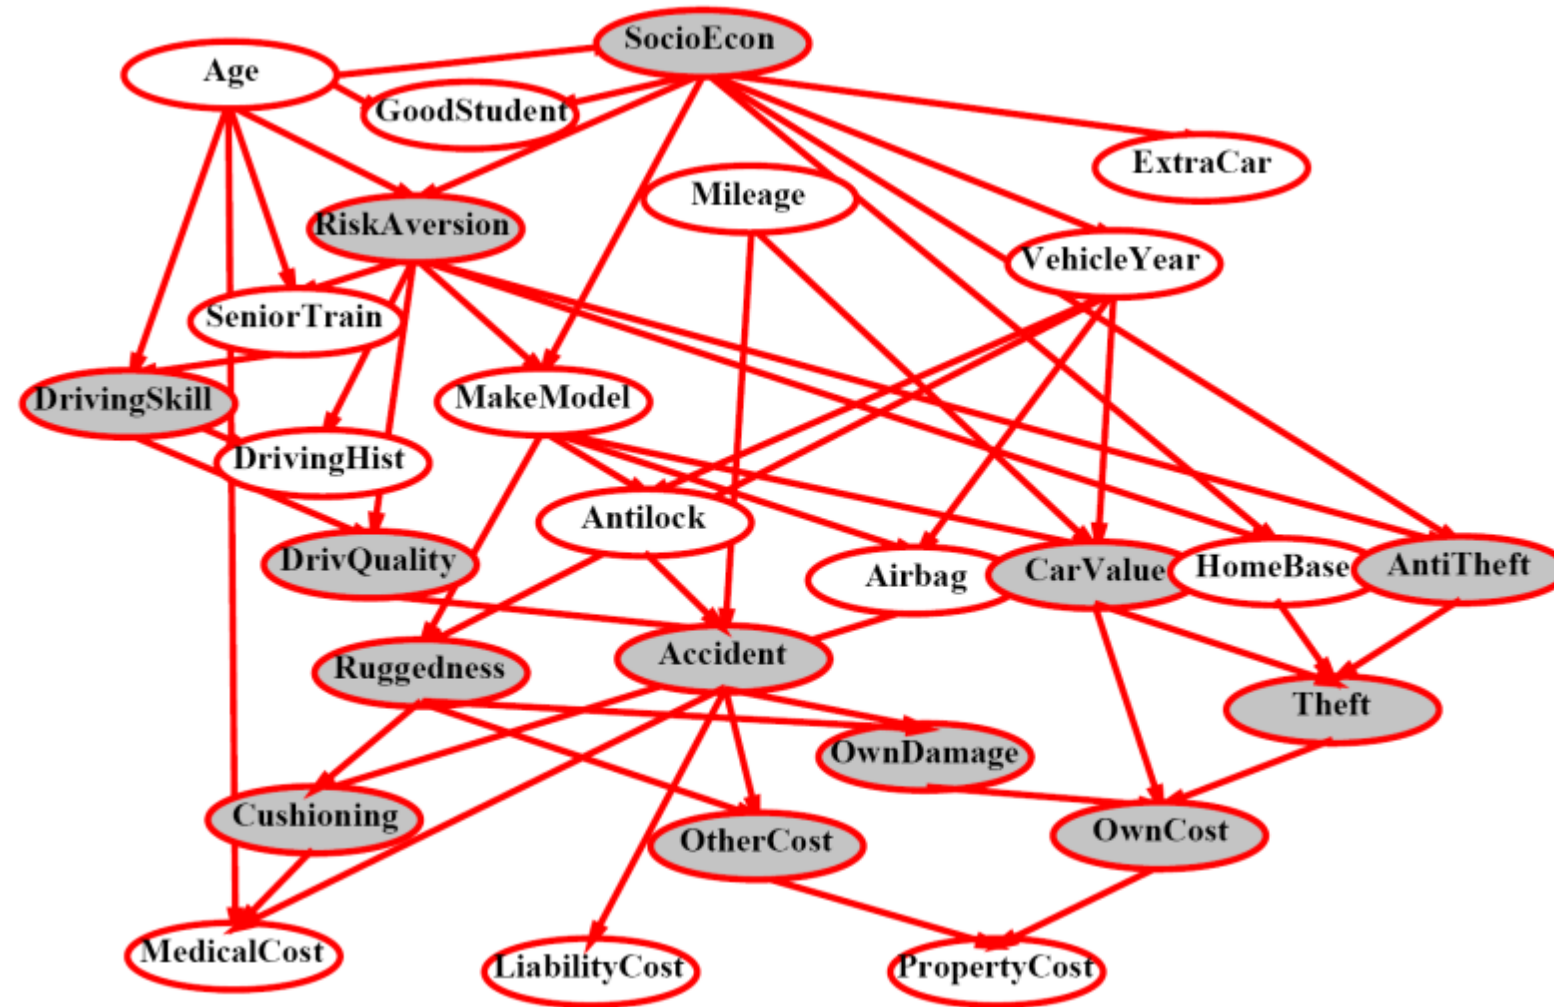 SocioEcon
Age
GoodStudent
ExtraCar
Mileage
RiskAversion
VehicleYear
SeniorTrain
DrivingSkill
MakeModel
DrivingHist
Antilock
DrivQuality
Airbag
CarValue
HomeBase
AntiTheft
Ruggedness
Accident
Theft
OwnDamage
Cushioning
OtherCost
OwnCost
MedicalCost
LiabilityCost
PropertyCost